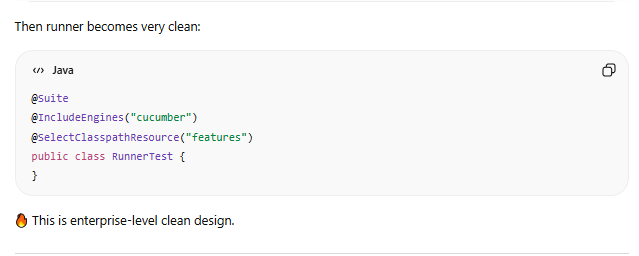 Then runner becomes very clean:
</> Java
@Suite
@IncludeEngines("cucumber")
@SelectClasspathResource("features")
public class RunnerTest {
}
🔥 This is enterprise-level clean design.